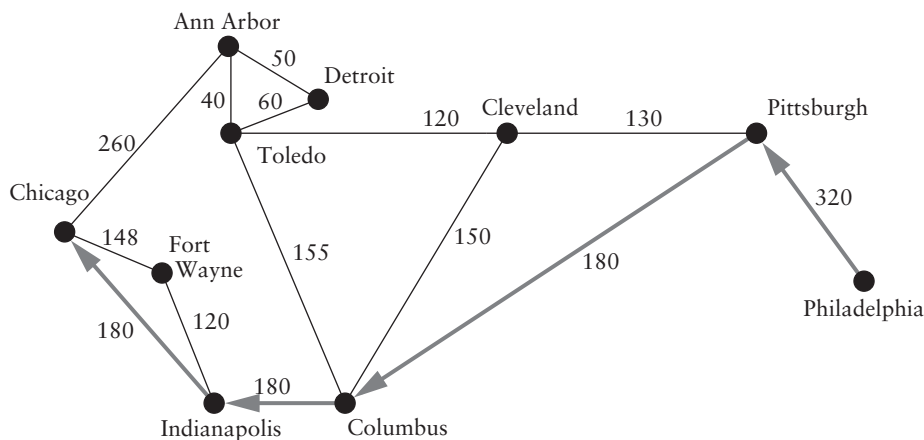 Ann Arbor
50
Detroit
40
60
Cleveland
Pittsburgh
120
130
260
Toledo
320
Chicago
148
Fort
Wayne
155
150
180
Philadelphia
180
120
180
Indianapolis
Columbus